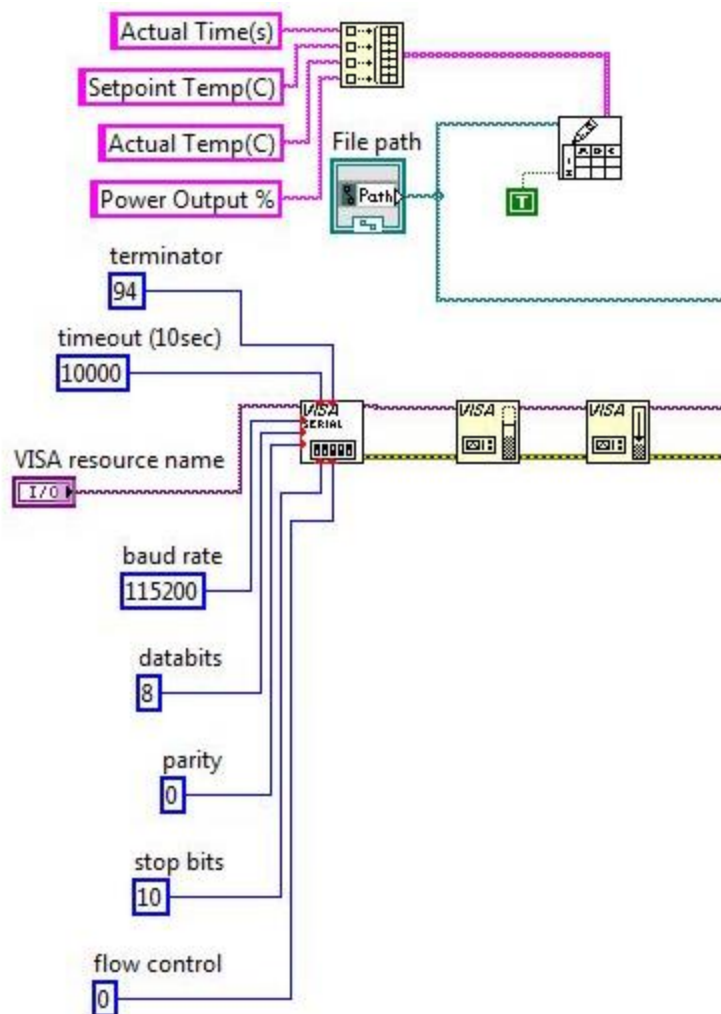 Actual Time(s)
Setpoint Temp(C)
Actual Temp(C)
Power Output %
File path
Path
T
terminator
94
timeout (10sec)
10000
VISA
SERIAL
VISA
VISA
VISA resource name
I/O
baud rate
115200
databits
8
parity
0
stop bits
10
flow control
0